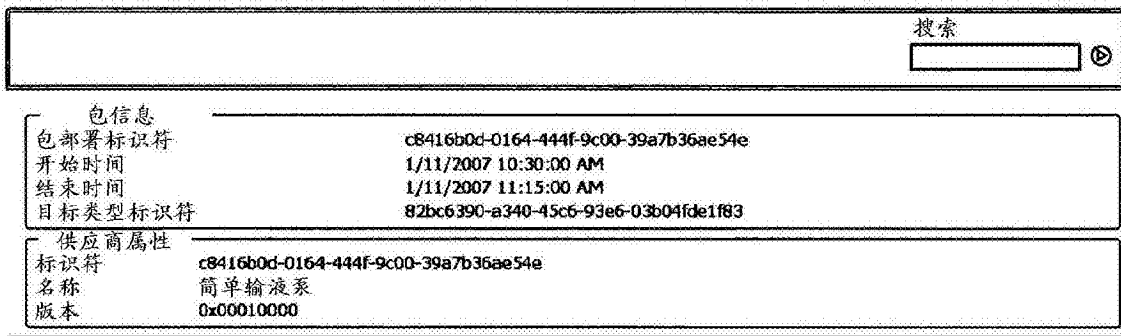 搜索
包信息
包部署标识符 c8416b0d-0164-444f-9c00-39a7b36ae54e
开始时间 1/11/2007 10:30:00 AM
结束时间 1/11/2007 11:15:00 AM
目标类型标识符 82bc6390-a340-45c6-93e6-03b04fde1f83
供应商属性
标识符 c8416b0d-0164-444f-9c00-39a7b36ae54e
名称 简单输液泵
版本 0x00010000